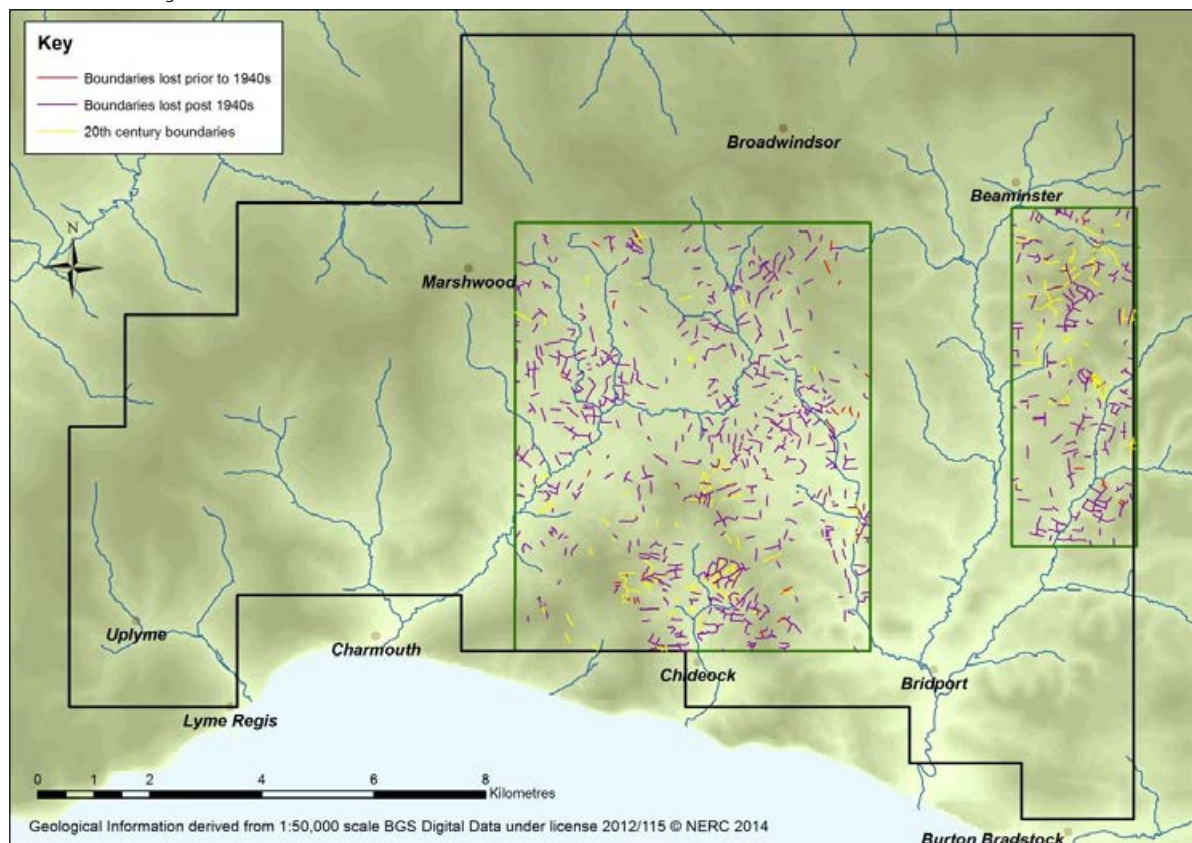 Key
Boundaries lost prior to 1940s
Boundaries lost post 1940s
20th century boundaries
Broadwindsor
Beaminster
N
Marshwood
Uplyme
Charmouth
Chideock
Bridport
Lyme Regis
0 1 2 4 6 8
Kilometres
Geological Information derived from 1:50,000 scale BGS Digital Data under license 2012/115 © NERC 2014
Burton Bradstock